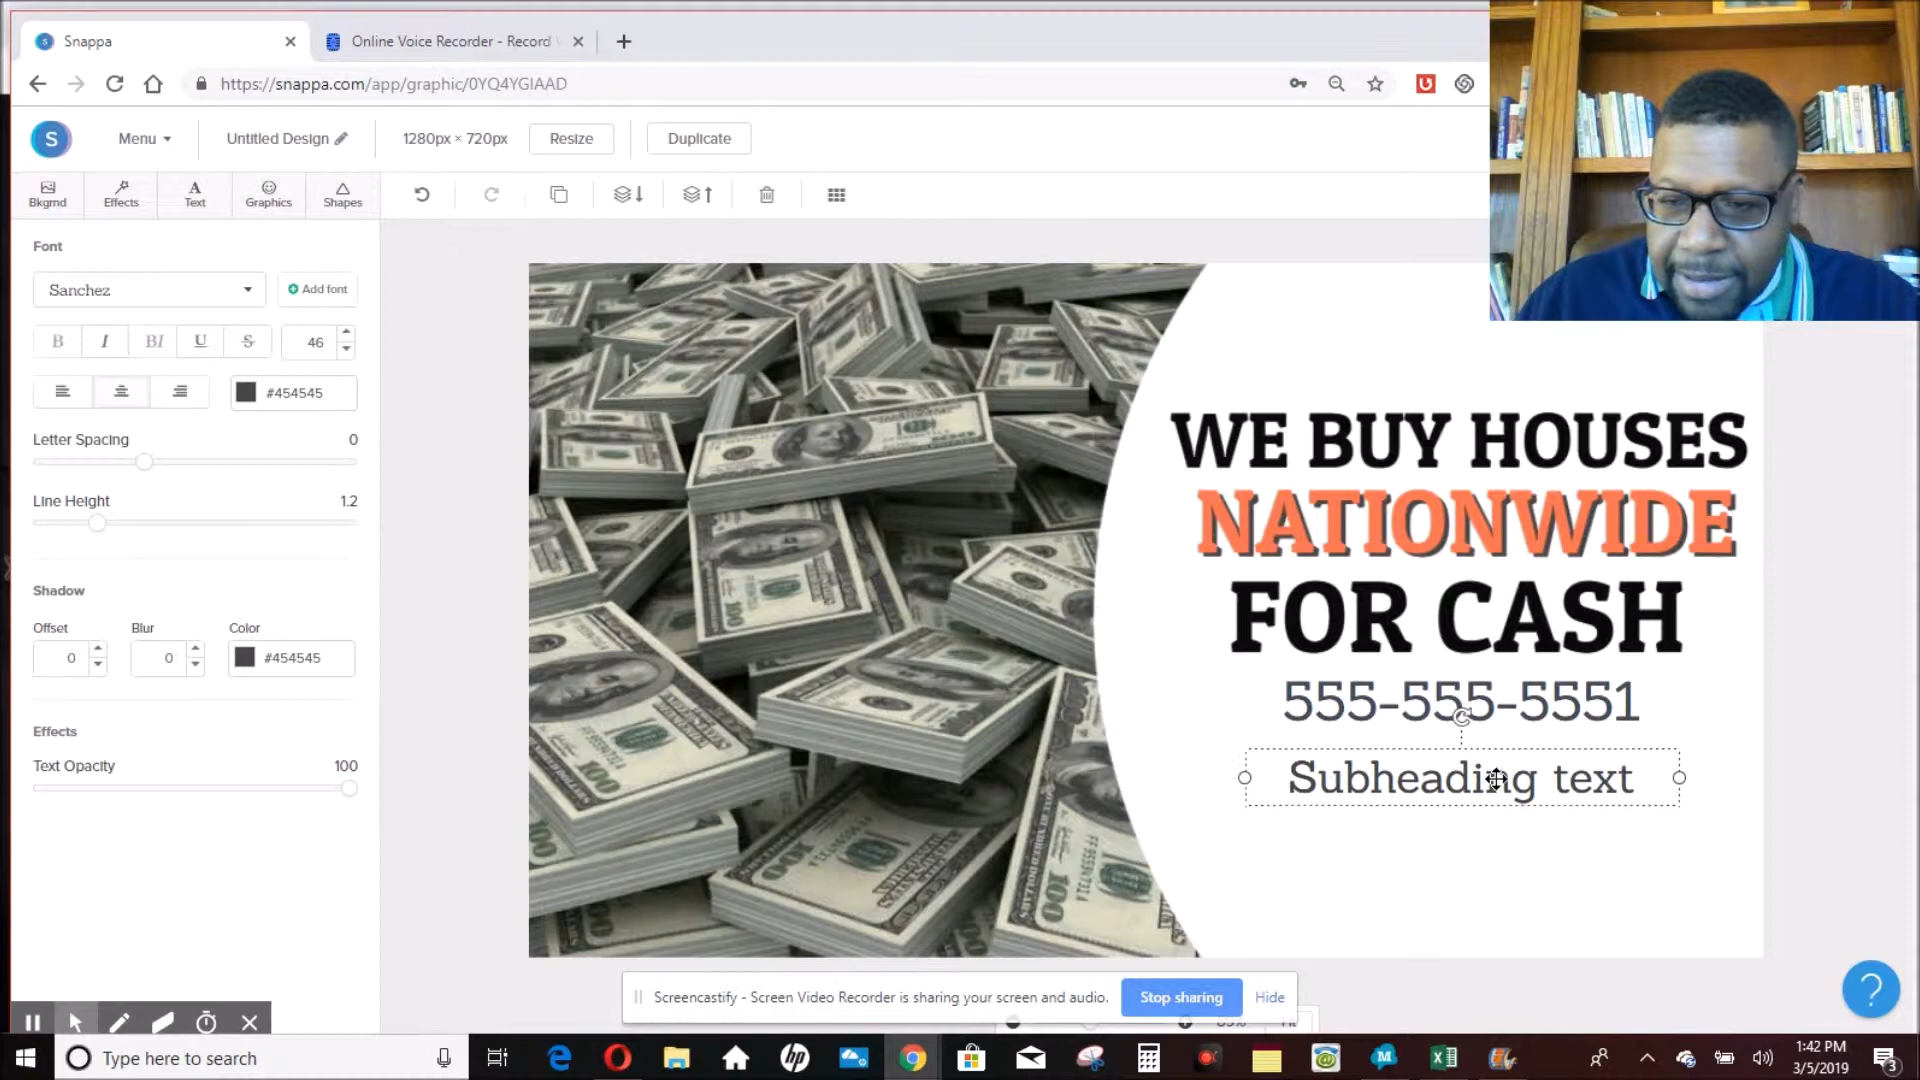 Snappa
Online Voice Recorder - Record
https://snappa.com/app/graphic/0YQ4YGIAAD
S
Menu
Untitled Design
1280px × 720px
Resize
Duplicate
Bkgrnd
Effects
Text
Graphics
Shapes
Font
Sanchez
Add font
B
I
BI
U
S
46
#454545
Letter Spacing
0
Line Height
1.2
Shadow
Offset
Blur
Color
0
0
#454545
Effects
Text Opacity
100
WE BUY HOUSES
NATIONWIDE
FOR CASH
555-555-5551
Subheading text
Screencastify - Screen Video Recorder is sharing your screen and audio.
Stop sharing
Hide
?
Type here to search
1:42 PM
3/5/2019
3